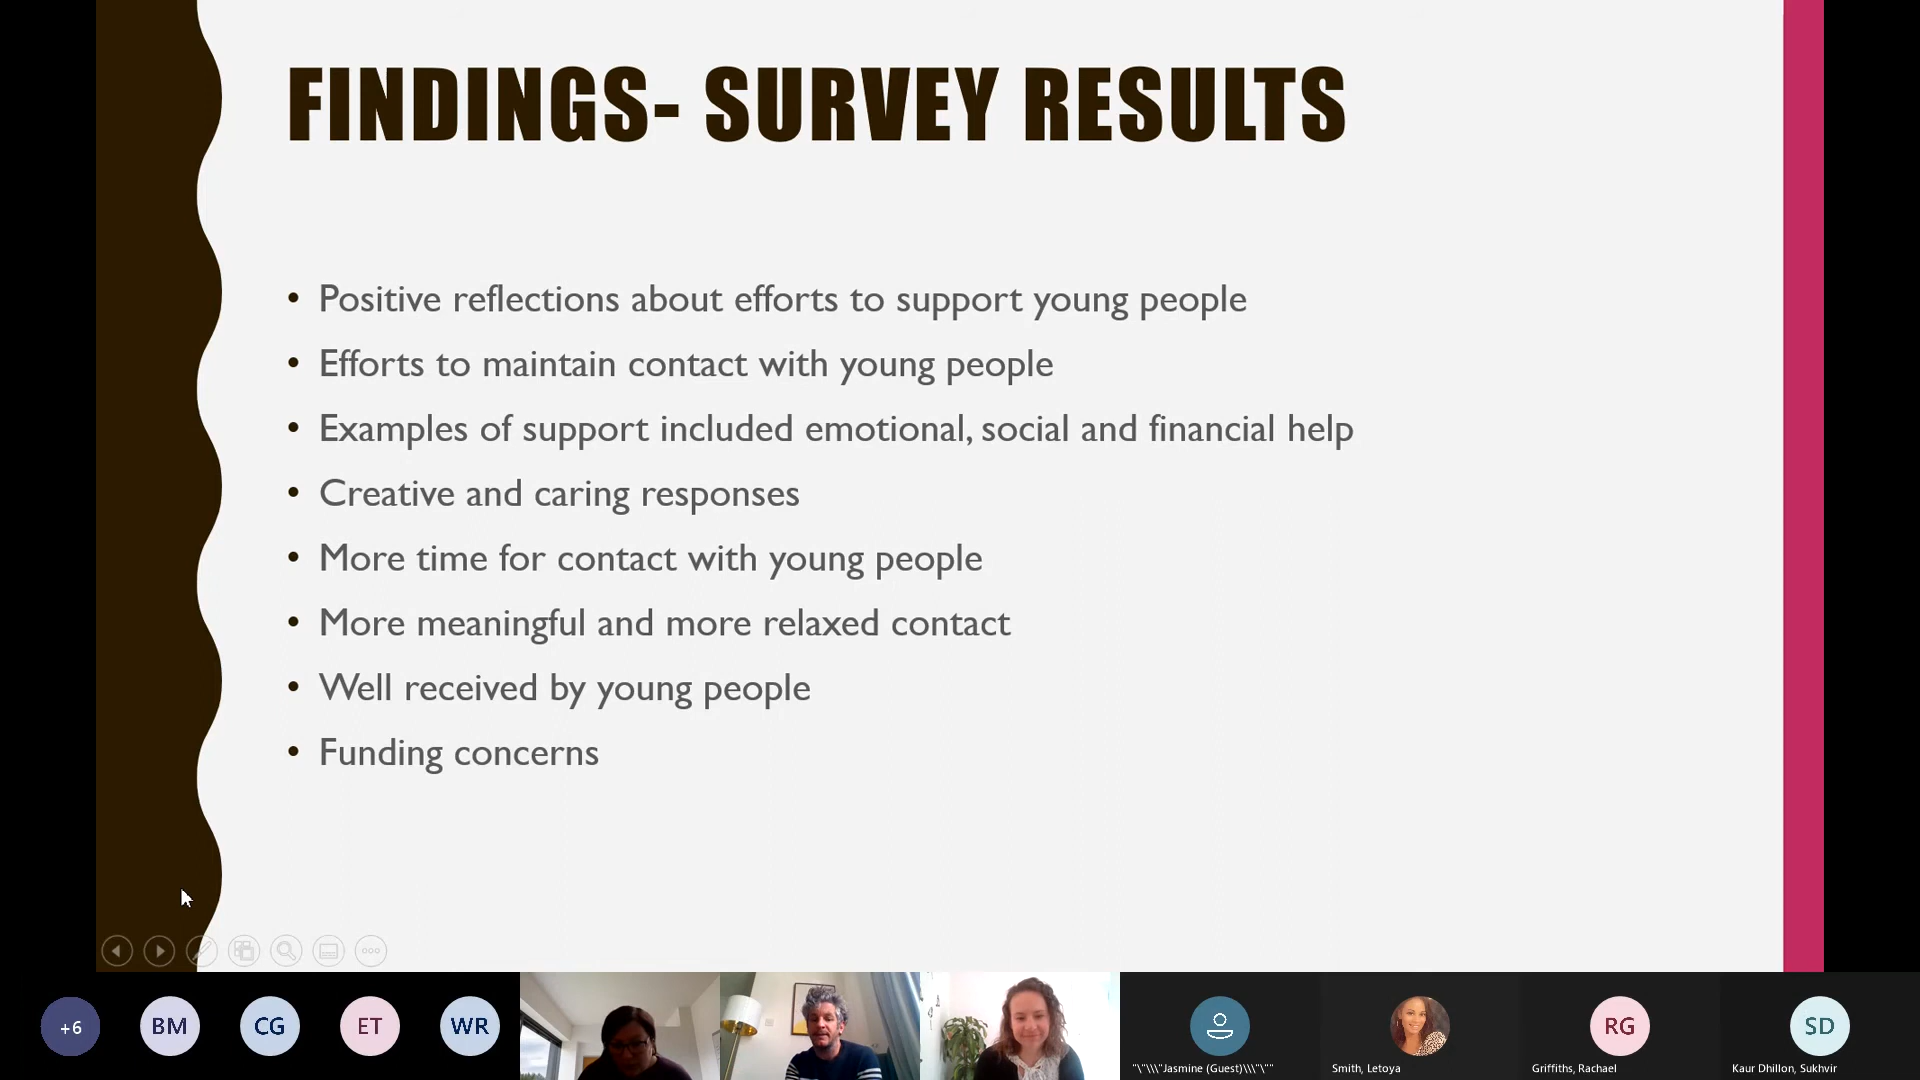 FINDINGS- SURVEY RESULTS
• Positive reflections about efforts to support young people
• Efforts to maintain contact with young people
• Examples of support included emotional, social and financial help
• Creative and caring responses
• More time for contact with young people
• More meaningful and more relaxed contact
• Well received by young people
• Funding concerns
+6
BM
CG
ET
WR
RG
SD
"\"\\\"Jasmine (Guest)\\\"\""
Smith, Letoya
Griffiths, Rachael
Kaur Dhillon, Sukhvir